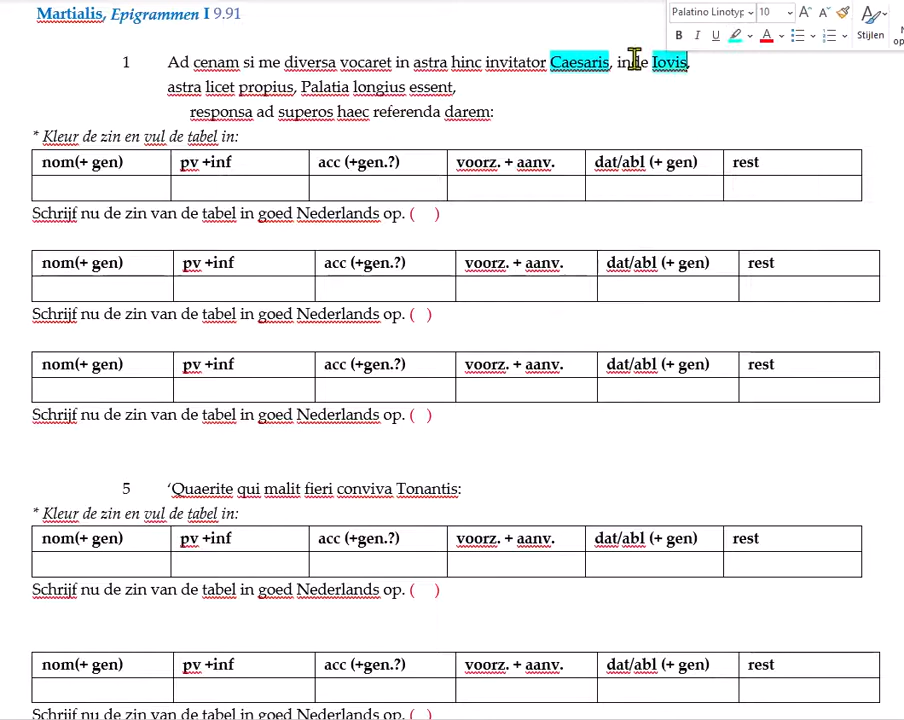 Martialis, Epigrammen I 9.91
Palatino Linotyp 10
B I U Stijlen
1 Ad cenam si me diversa vocaret in astra hinc invitator Caesaris, inde Iovis,
astra licet propius, Palatia longius essent,
responsa ad superos haec referenda darem:
* Kleur de zin en vul de tabel in:
nom(+ gen) pv +inf acc (+gen.?) voorz. + aanv. dat/abl (+ gen) rest
Schrijf nu de zin van de tabel in goed Nederlands op. ( )
nom(+ gen) pv +inf acc (+gen.?) voorz. + aanv. dat/abl (+ gen) rest
Schrijf nu de zin van de tabel in goed Nederlands op. ( )
nom(+ gen) pv +inf acc (+gen.?) voorz. + aanv. dat/abl (+ gen) rest
Schrijf nu de zin van de tabel in goed Nederlands op. ( )
5 ‘Quaerite qui malit fieri conviva Tonantis:
* Kleur de zin en vul de tabel in:
nom(+ gen) pv +inf acc (+gen.?) voorz. + aanv. dat/abl (+ gen) rest
Schrijf nu de zin van de tabel in goed Nederlands op. ( )
nom(+ gen) pv +inf acc (+gen.?) voorz. + aanv. dat/abl (+ gen) rest
Schrijf nu de zin van de tabel in goed Nederlands op. ( )